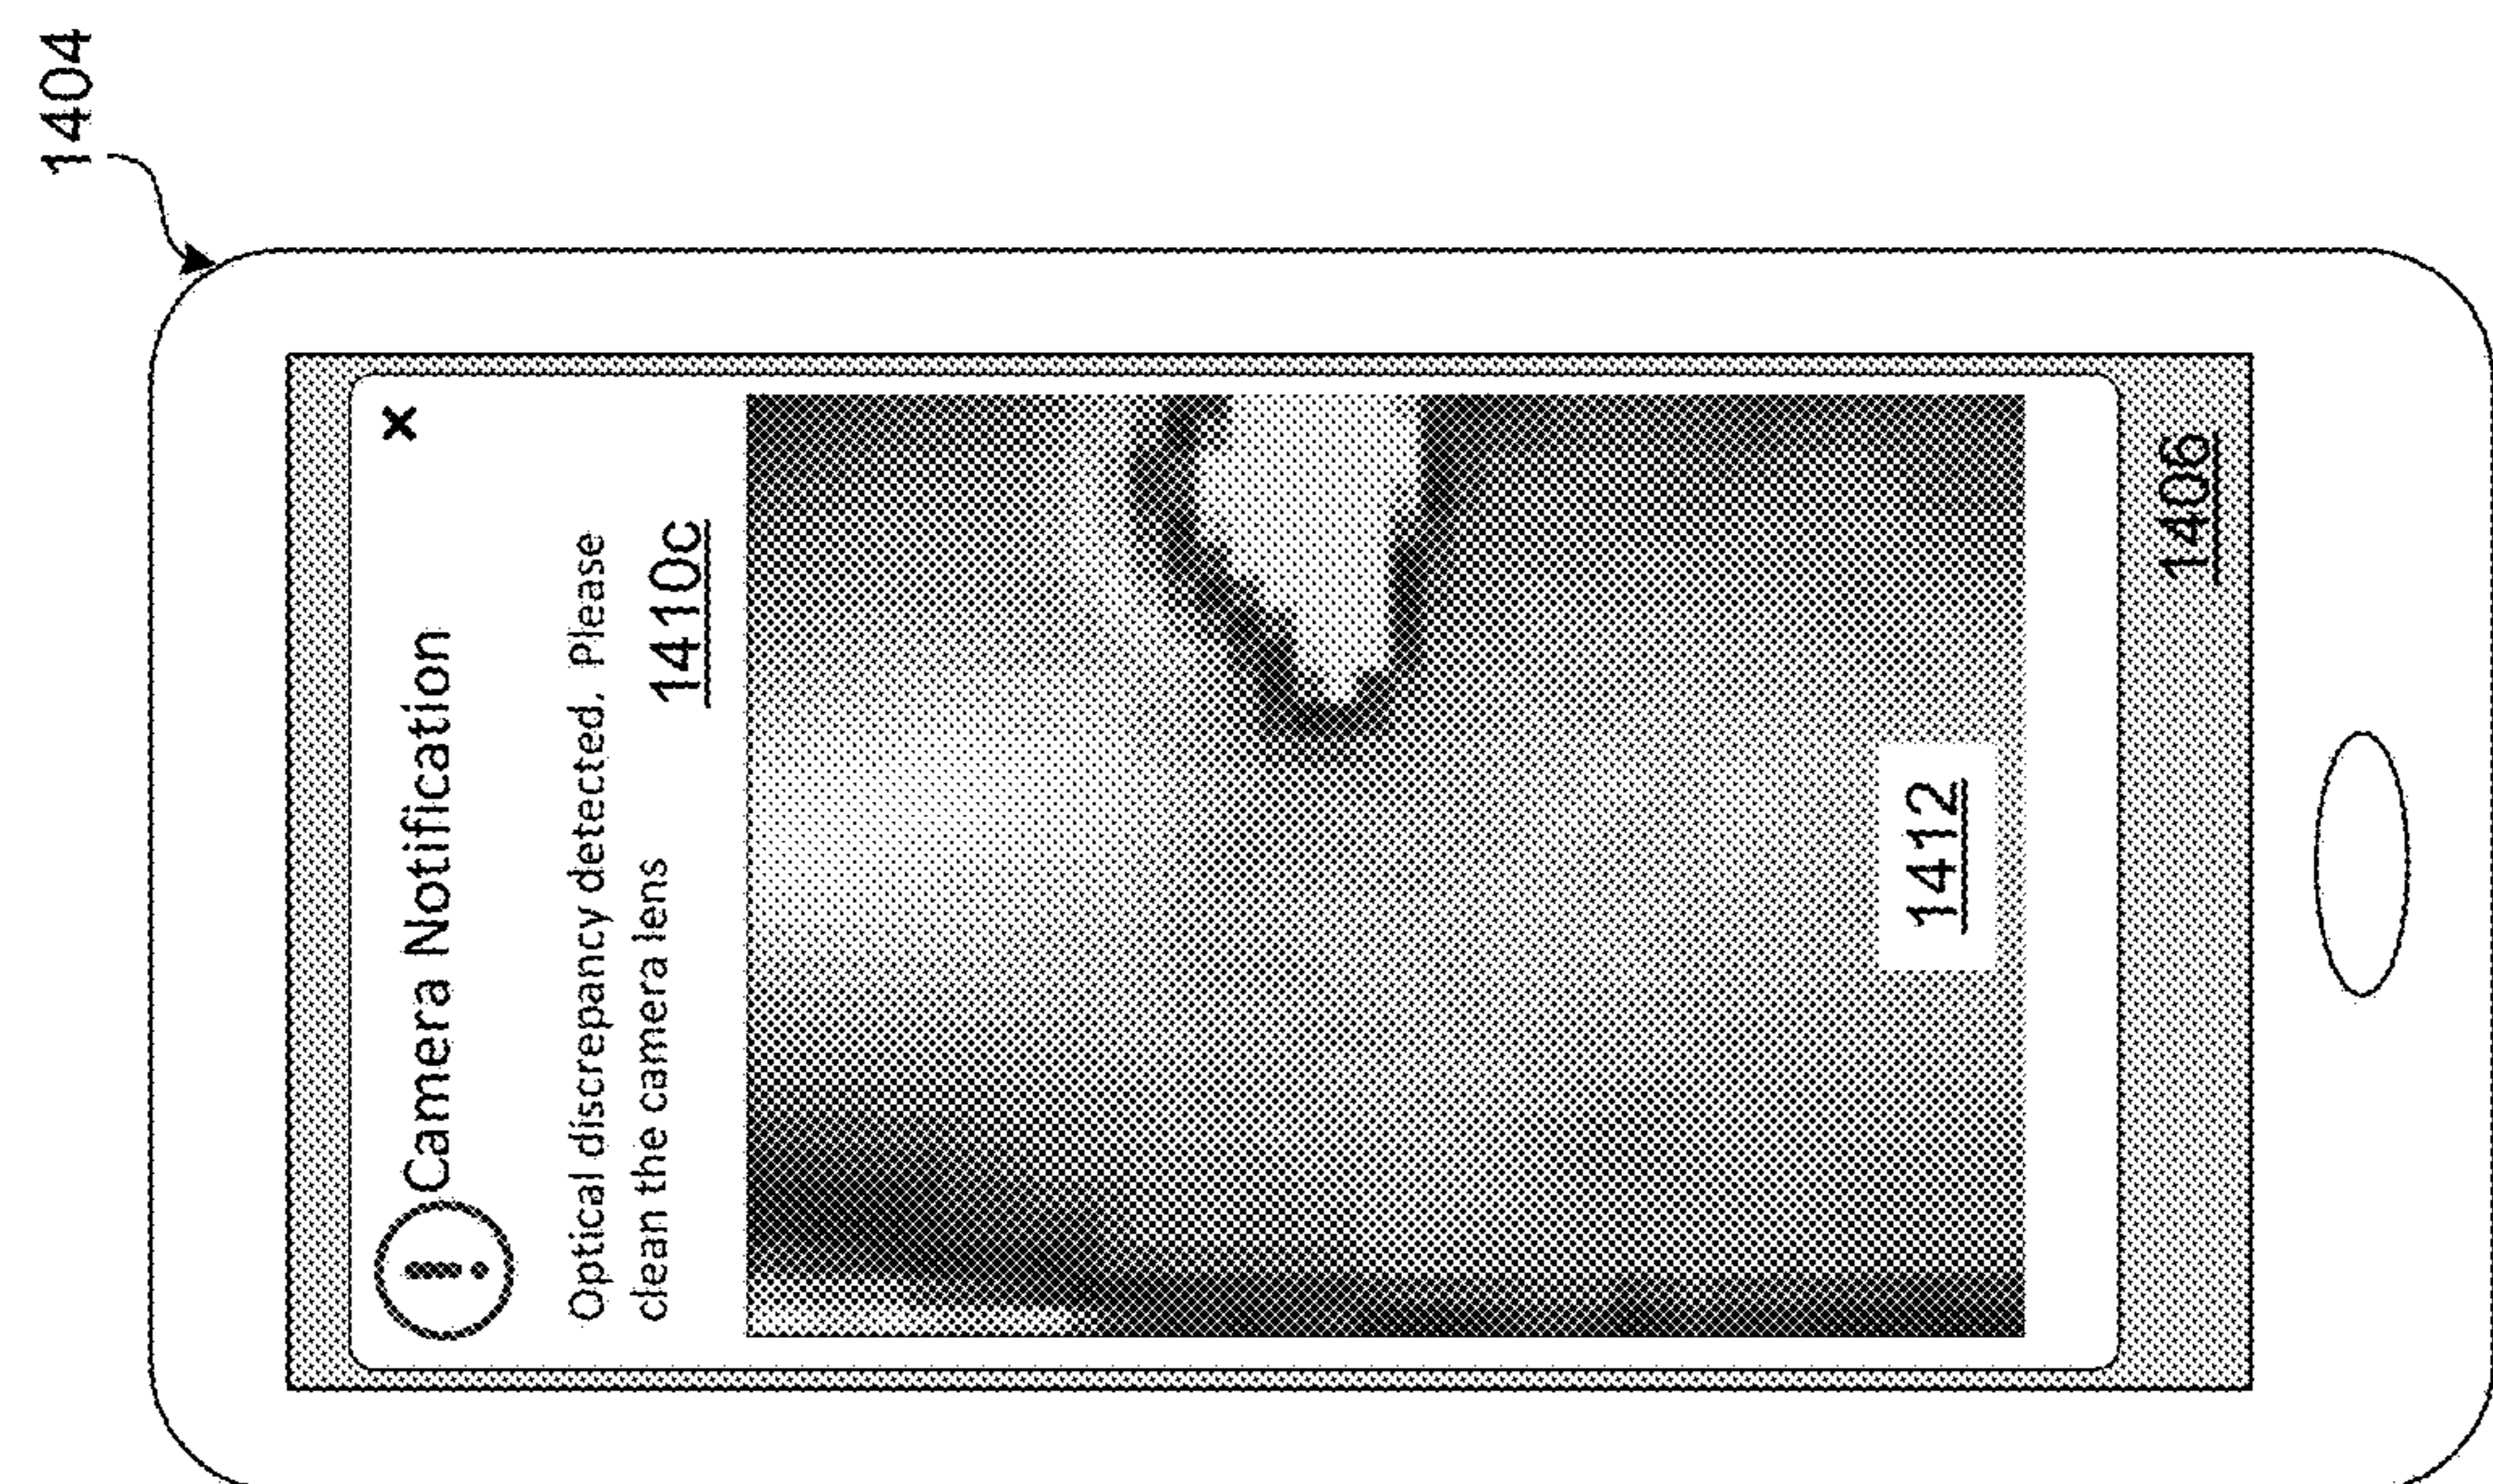 1404
Camera Notification
x
Optical discrepancy detected. Please
clean the camera lens
1410c
1412
1406